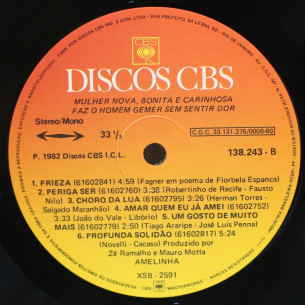 CBS
DISCOS CBS
MULHER NOVA, BONITA E CARINHOSA
FAZ O HOMEM GEMER SEM SENTIR DOR
Stereo/Mono
33 1/3
C.G.C. 33.131.376/0008-60
P. 1982 Discos CBS I.C.L.
138.243 - B
1. FRIEZA (61602841) 4:59 (Fagner em poema de Florbela Espanca)
2. PERIGA SER (61602760) 3:38 (Robertinho de Recife - Fausto
Nilo) 3. CHORO DA LUA (61602795) 3:26 (Herman Torres -
Salgado Maranhão) 4. AMAR QUEM EU JÁ AMEI (61602752)
3:33 (João do Vale - Libório) 5. UM GOSTO DE MUITO
MAIS (61602779) 2:50 (Tiago Araripe - José Luis Penna)
6. PROFUNDA SOLIDÃO (61602817) 5:24
(Novelli - Cacaso) Produzido por
Zé Ramalho e Mauro Motta
AMELINHA
XSB - 2591